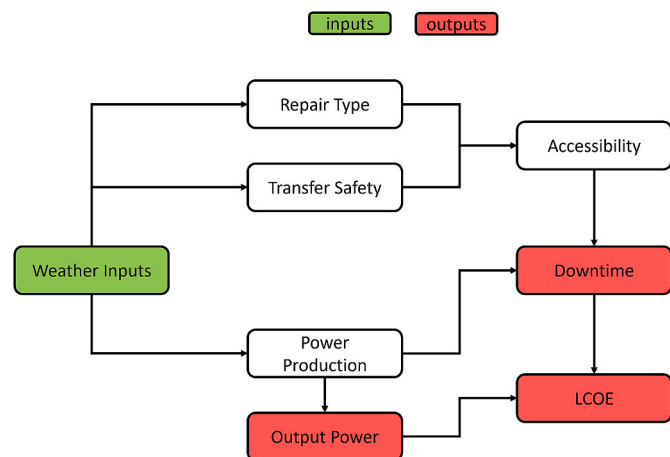 inputs
outputs
Repair Type
Accessibility
Transfer Safety
Weather Inputs
Downtime
Power
Production
LCOE
Output Power